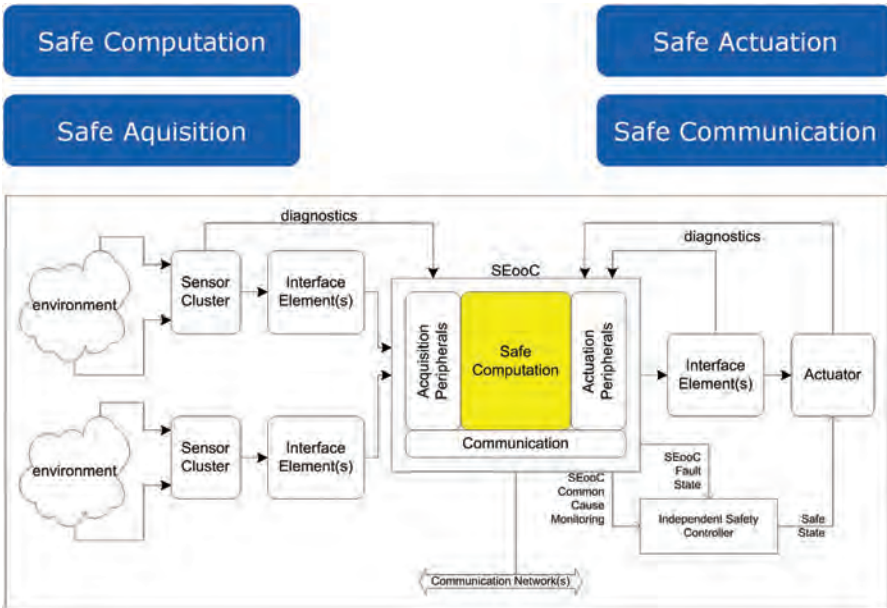 Safe Computation
Safe Actuation
Safe Aquisition
Safe Communication
diagnostics
diagnostics
SEooC
environment
Sensor
Cluster
Interface
Element(s)
Acquisition
Peripherals
Safe
Computation
Actuation
Peripherals
Interface
Element(s)
Actuator
Communication
environment
Sensor
Cluster
Interface
Element(s)
SEooC
Common
Cause
Monitoring
SEooC
Fault
State
Independent Safety
Controller
Safe
State
Communication Network(s)